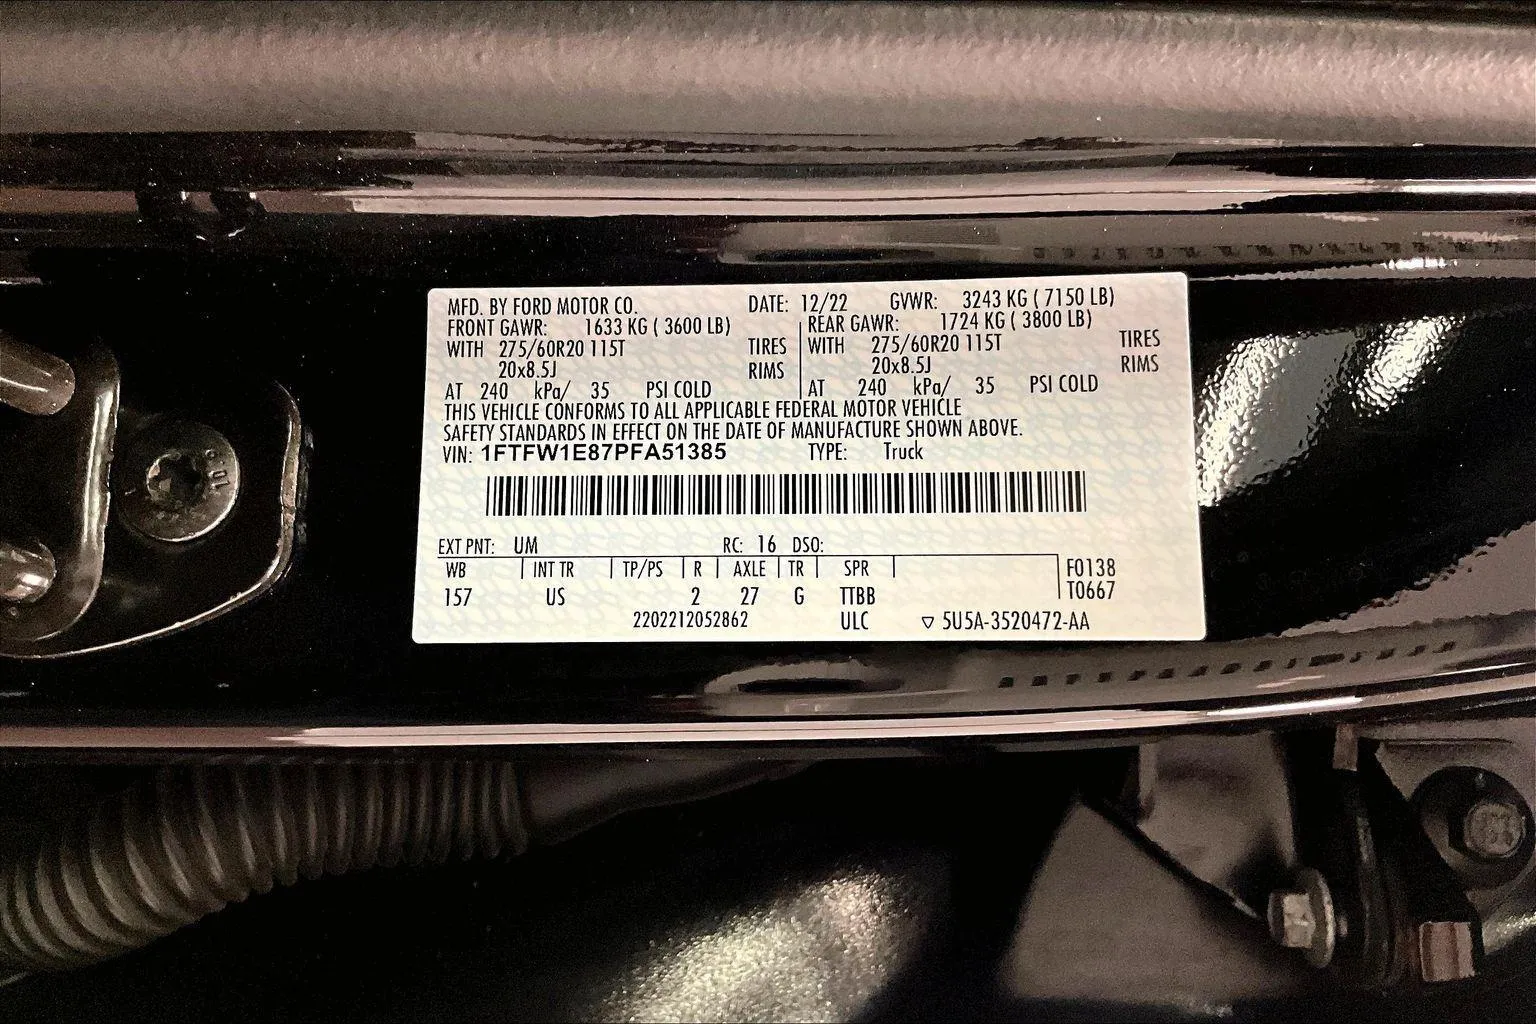 MFD. BY FORD MOTOR CO. DATE: 12/22 GVWR: 3243 KG ( 7150 LB)
FRONT GAWR: 1633 KG ( 3600 LB) REAR GAWR: 1724 KG ( 3800 LB)
WITH 275/60R20 115T TIRES WITH 275/60R20 115T TIRES
20x8.5J RIMS 20x8.5J RIMS
AT 240 kPa/ 35 PSI COLD AT 240 kPa/ 35 PSI COLD
THIS VEHICLE CONFORMS TO ALL APPLICABLE FEDERAL MOTOR VEHICLE
SAFETY STANDARDS IN EFFECT ON THE DATE OF MANUFACTURE SHOWN ABOVE.
VIN: 1FTFW1E87PFA51385 TYPE: Truck
EXT PNT: UM RC: 16 DSO:
WB INT TR TP/PS R AXLE TR SPR F0138
157 US 2 27 G TTBB T0667
2202212052862 ULC ▽ 5U5A-3520472-AA